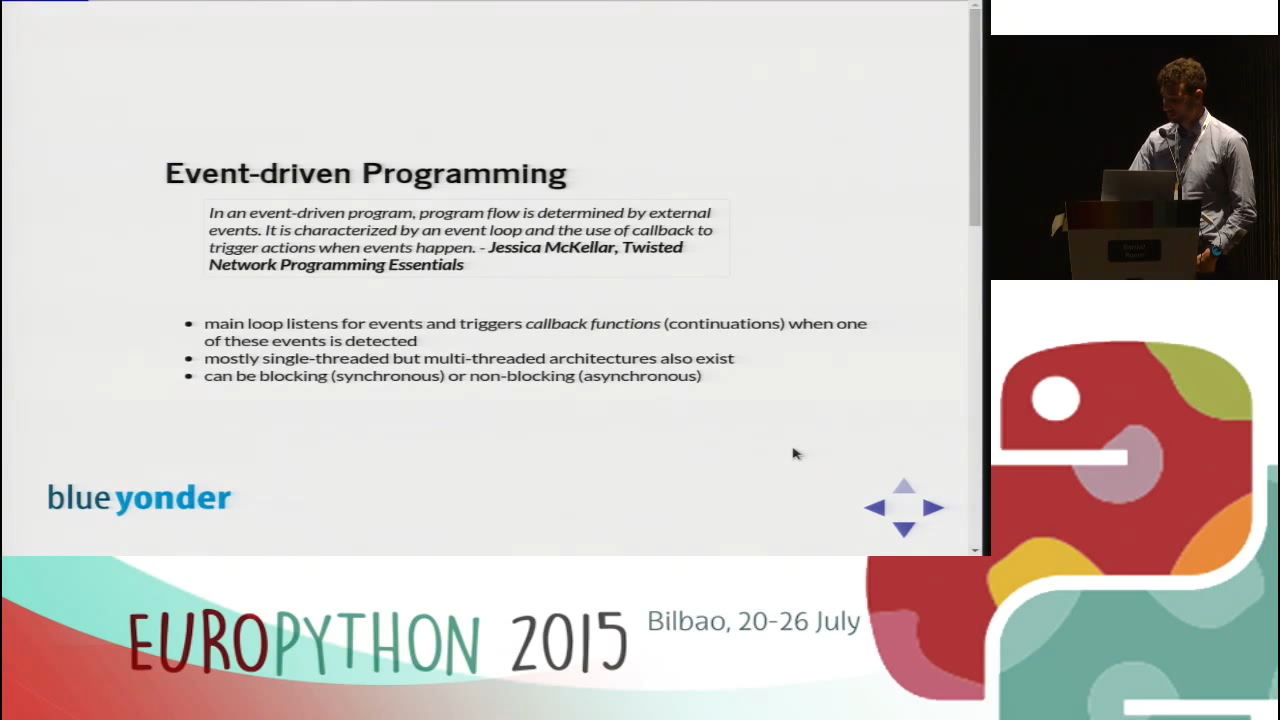 Event-driven Programming
In an event-driven program, program flow is determined by external
events. It is characterized by an event loop and the use of callback to
trigger actions when events happen. - Jessica McKellar, Twisted
Network Programming Essentials
• main loop listens for events and triggers callback functions (continuations) when one
of these events is detected
• mostly single-threaded but multi-threaded architectures also exist
• can be blocking (synchronous) or non-blocking (asynchronous)
blueyonder
EUROPYTHON 2015
Bilbao, 20-26 July